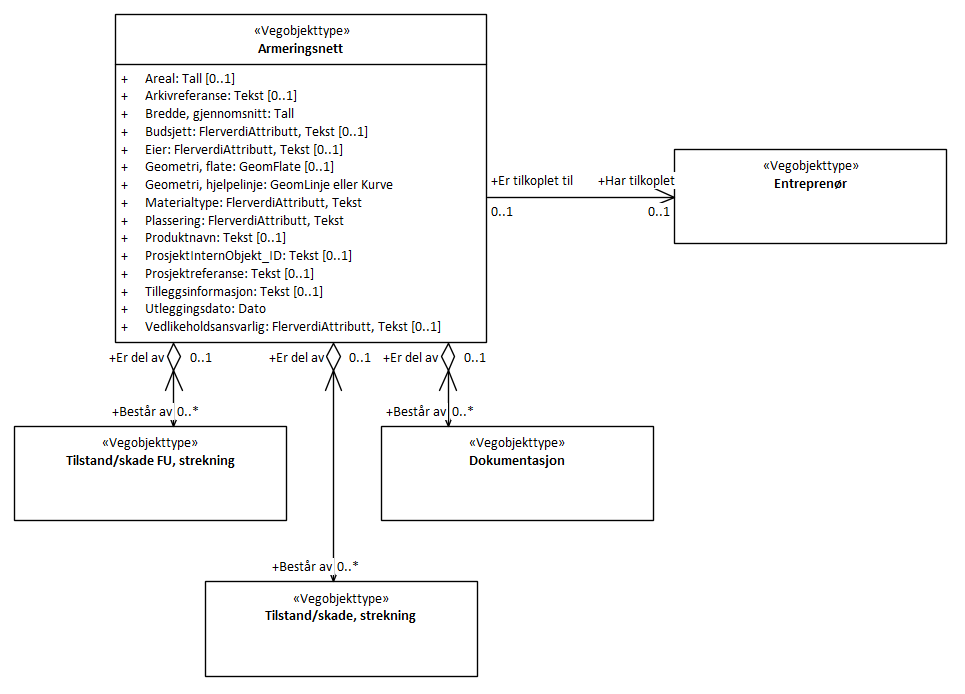 «Vegobjekttype»
Armeringsnett
+ Areal: Tall [0..1]
+ Arkivreferanse: Tekst [0..1]
+ Bredde, gjennomsnitt: Tall
+ Budsjett: FlerverdiAttributt, Tekst [0..1]
+ Eier: FlerverdiAttributt, Tekst [0..1]
+ Geometri, flate: GeomFlate [0..1]
+ Geometri, hjelpelinje: GeomLinje eller Kurve
+ Materialtype: FlerverdiAttributt, Tekst
+ Plassering: FlerverdiAttributt, Tekst
+ Produktnavn: Tekst [0..1]
+ ProsjektInternObjekt_ID: Tekst [0..1]
+ Prosjektreferanse: Tekst [0..1]
+ Tilleggsinformasjon: Tekst [0..1]
+ Utleggingsdato: Dato
+ Vedlikeholdsansvarlig: FlerverdiAttributt, Tekst [0..1]
+Er tilkoplet til +Har tilkoplet
0..1 0..1
«Vegobjekttype»
Entreprenør
+Er del av 0..1 +Er del av 0..1 +Er del av 0..1
+Består av 0..* +Består av 0..*
«Vegobjekttype»
Tilstand/skade FU, strekning
«Vegobjekttype»
Dokumentasjon
+Består av 0..*
«Vegobjekttype»
Tilstand/skade, strekning